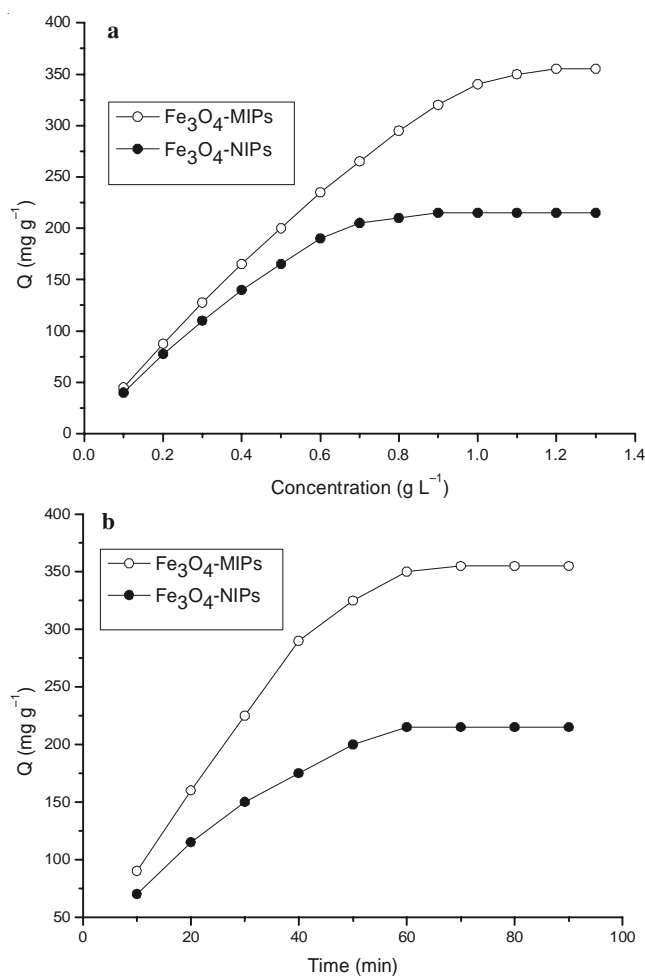 a
400
350
300
250
200
150
100
50
0
Q (mg g⁻¹)
Fe₃O₄-MIPs
Fe₃O₄-NIPs
0.0 0.2 0.4 0.6 0.8 1.0 1.2 1.4
Concentration (g L⁻¹)
b
400
350
300
250
200
150
100
50
Q (mg g⁻¹)
Fe₃O₄-MIPs
Fe₃O₄-NIPs
0 20 40 60 80 100
Time (min)